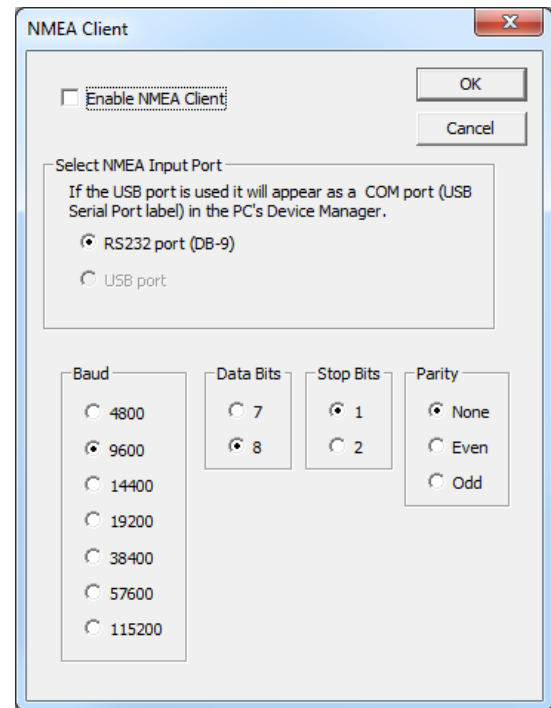 NMEA Client
Enable NMEA Client
OK
Cancel
Select NMEA Input Port
If the USB port is used it will appear as a COM port (USB
Serial Port label) in the PC's Device Manager.
RS232 port (DB-9)
USB port
Baud
4800
9600
14400
19200
38400
57600
115200
Data Bits
7
8
Stop Bits
1
2
Parity
None
Even
Odd